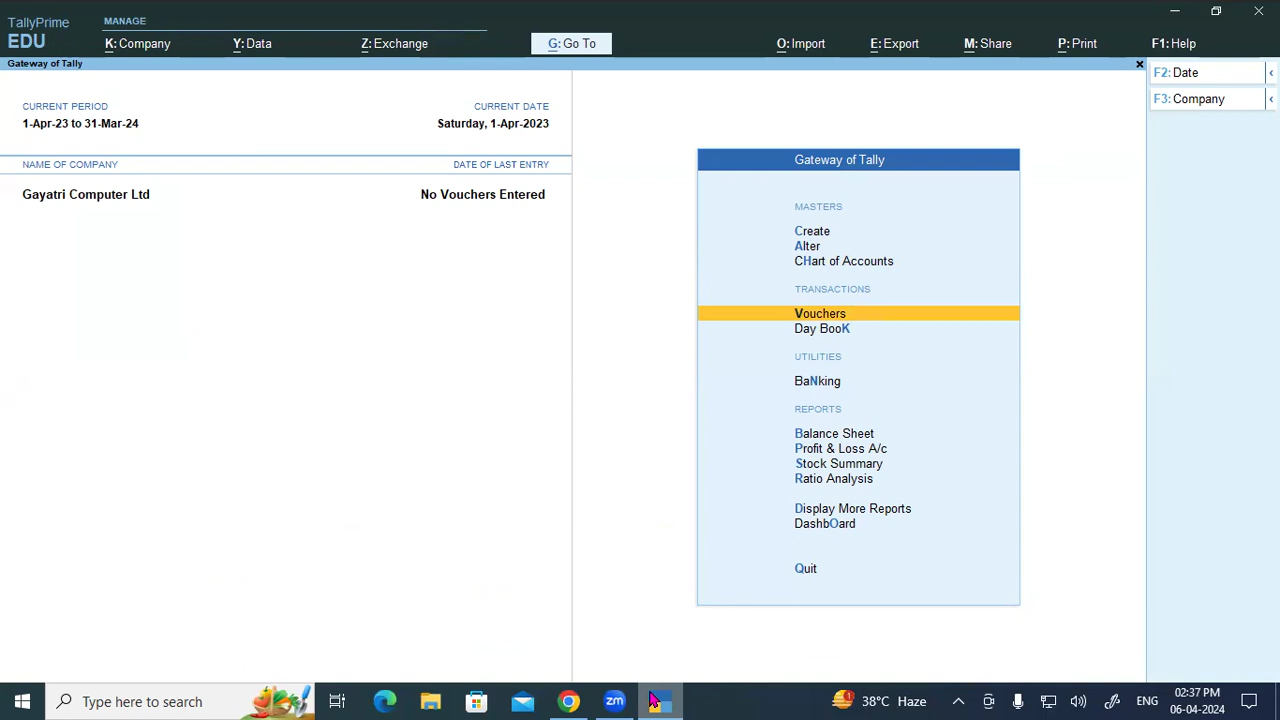 TallyPrime
EDU
MANAGE
K: Company
Y: Data
Z: Exchange
G: Go To
O: Import
E: Export
M: Share
P: Print
F1: Help
Gateway of Tally
F2: Date
F3: Company
CURRENT PERIOD
CURRENT DATE
1-Apr-23 to 31-Mar-24
Saturday, 1-Apr-2023
NAME OF COMPANY
DATE OF LAST ENTRY
Gayatri Computer Ltd
No Vouchers Entered
Gateway of Tally
MASTERS
Create
Alter
CHart of Accounts
TRANSACTIONS
Vouchers
Day BooK
UTILITIES
BaNking
REPORTS
Balance Sheet
Profit & Loss A/c
Stock Summary
Ratio Analysis
Display More Reports
DashbOard
Quit
Type here to search
zm
1
38°C Haze
ENG
02:37 PM
06-04-2024